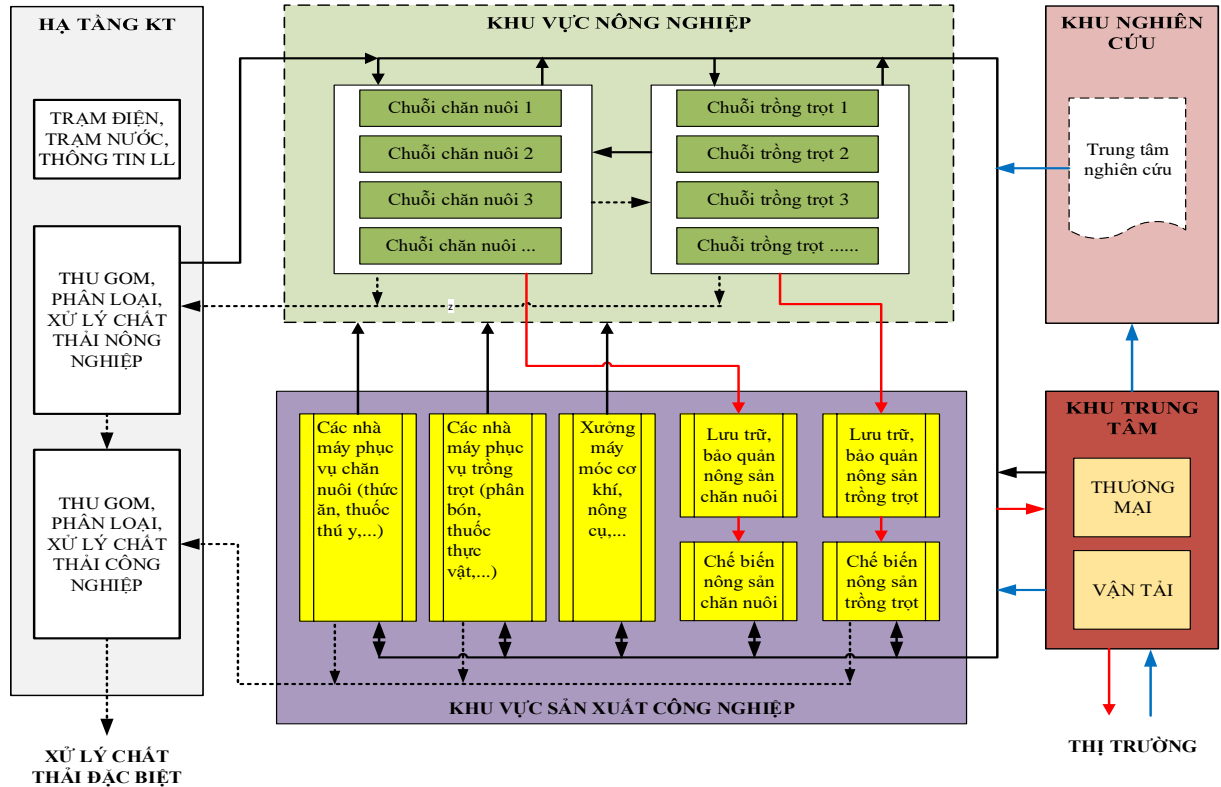 HẠ TẦNG KT
TRẠM ĐIỆN,
TRẠM NƯỚC,
THÔNG TIN LL
THU GOM,
PHÂN LOẠI,
XỬ LÝ CHẤT
THẢI NÔNG
NGHIỆP
THU GOM,
PHÂN LOẠI,
XỬ LÝ CHẤT
THẢI CÔNG
NGHIỆP
XỬ LÝ CHẤT
THẢI ĐẶC BIỆT
KHU VỰC NÔNG NGHIỆP
Chuỗi chăn nuôi 1
Chuỗi chăn nuôi 2
Chuỗi chăn nuôi 3
Chuỗi chăn nuôi ...
Chuỗi trồng trọt 1
Chuỗi trồng trọt 2
Chuỗi trồng trọt 3
Chuỗi trồng trọt ......
z
Các nhà
máy phục
vụ chăn
nuôi (thức
ăn, thuốc
thú y,...)
Các nhà
máy phục
vụ trồng
trọt (phân
bón,
thuốc
thực
vật,...)
Xưởng
máy
móc cơ
khí,
nông
cụ,...
Lưu trữ,
bảo quản
nông sản
chăn nuôi
Lưu trữ,
bảo quản
nông sản
trồng trọt
Chế biến
nông sản
chăn nuôi
Chế biến
nông sản
trồng trọt
KHU VỰC SẢN XUẤT CÔNG NGHIỆP
KHU NGHIÊN
CỨU
Trung tâm
nghiên cứu
KHU TRUNG
TÂM
THƯƠNG
MẠI
VẬN TẢI
THỊ TRƯỜNG